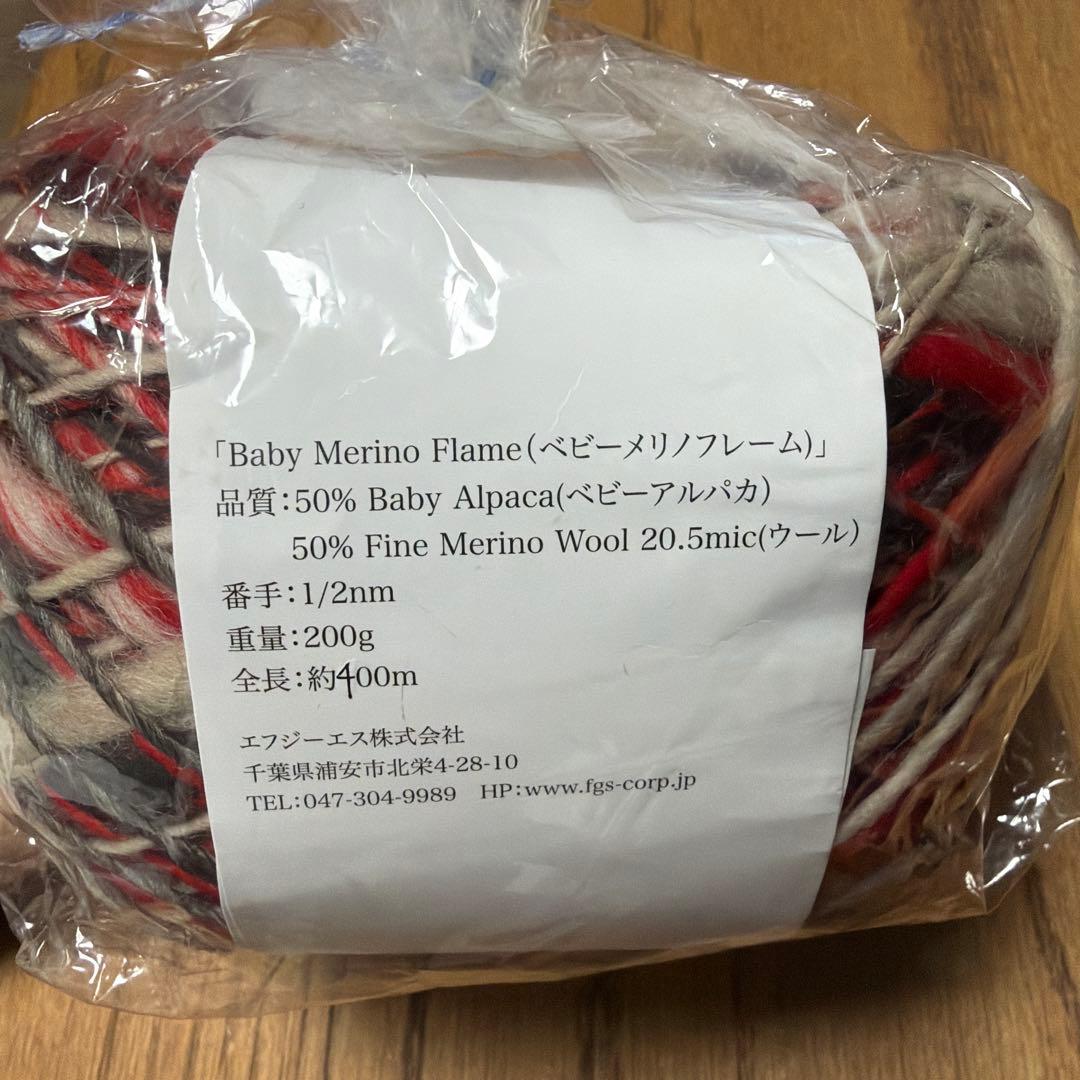 「Baby Merino Flame(ベビーメリノフレーム)」
品質：50% Baby Alpaca(ベビーアルパカ)
50% Fine Merino Wool 20.5mic(ウール)
番手：1/2nm
重量：200g
全長：約400m
エフジーエス株式会社
千葉県浦安市北栄4-28-10
TEL：047-304-9989 HP：www.fgs-corp.jp